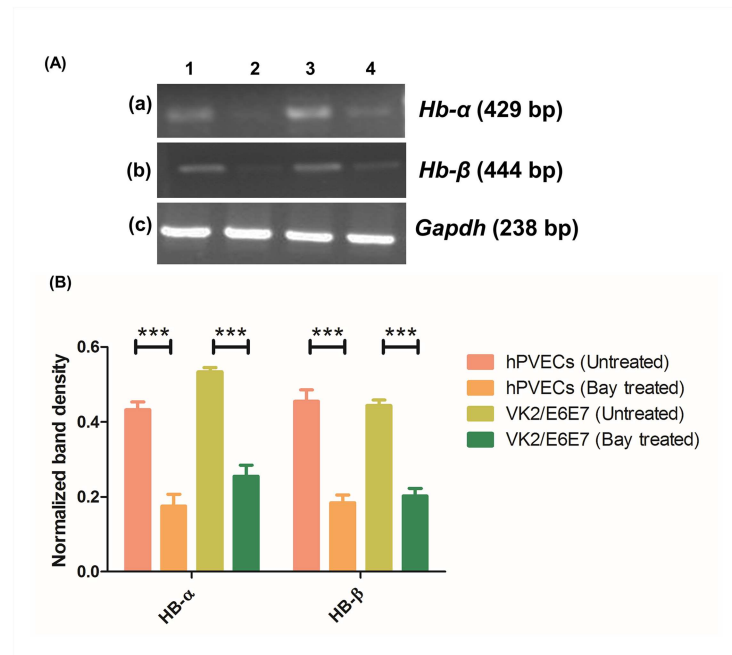 (A)
1 2 3 4
(a) Hb-α (429 bp)
(b) Hb-β (444 bp)
(c) Gapdh (238 bp)
(B)
*** *** *** ***
Normalized band density
0.6
0.4
0.2
0.0
HB-α
HB-β
hPVECs (Untreated)
hPVECs (Bay treated)
VK2/E6E7 (Untreated)
VK2/E6E7 (Bay treated)